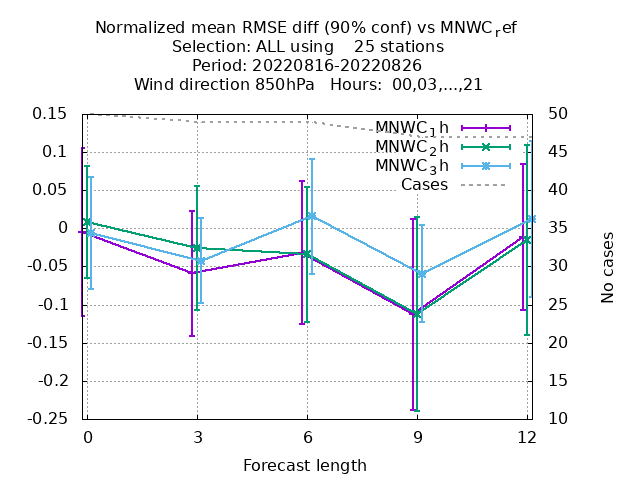 Normalized mean RMSE diff (90% conf) vs MNWC_ref
Selection: ALL using    25 stations
Period: 20220816-20220826
Wind direction 850hPa   Hours:  00,03,...,21
0.15
0.1
0.05
0
-0.05
-0.1
-0.15
-0.2
-0.25
MNWC_1h
MNWC_2h
MNWC_3h
Cases
50
45
40
35
30
25
20
15
10
No cases
0 3 6 9 12
Forecast length